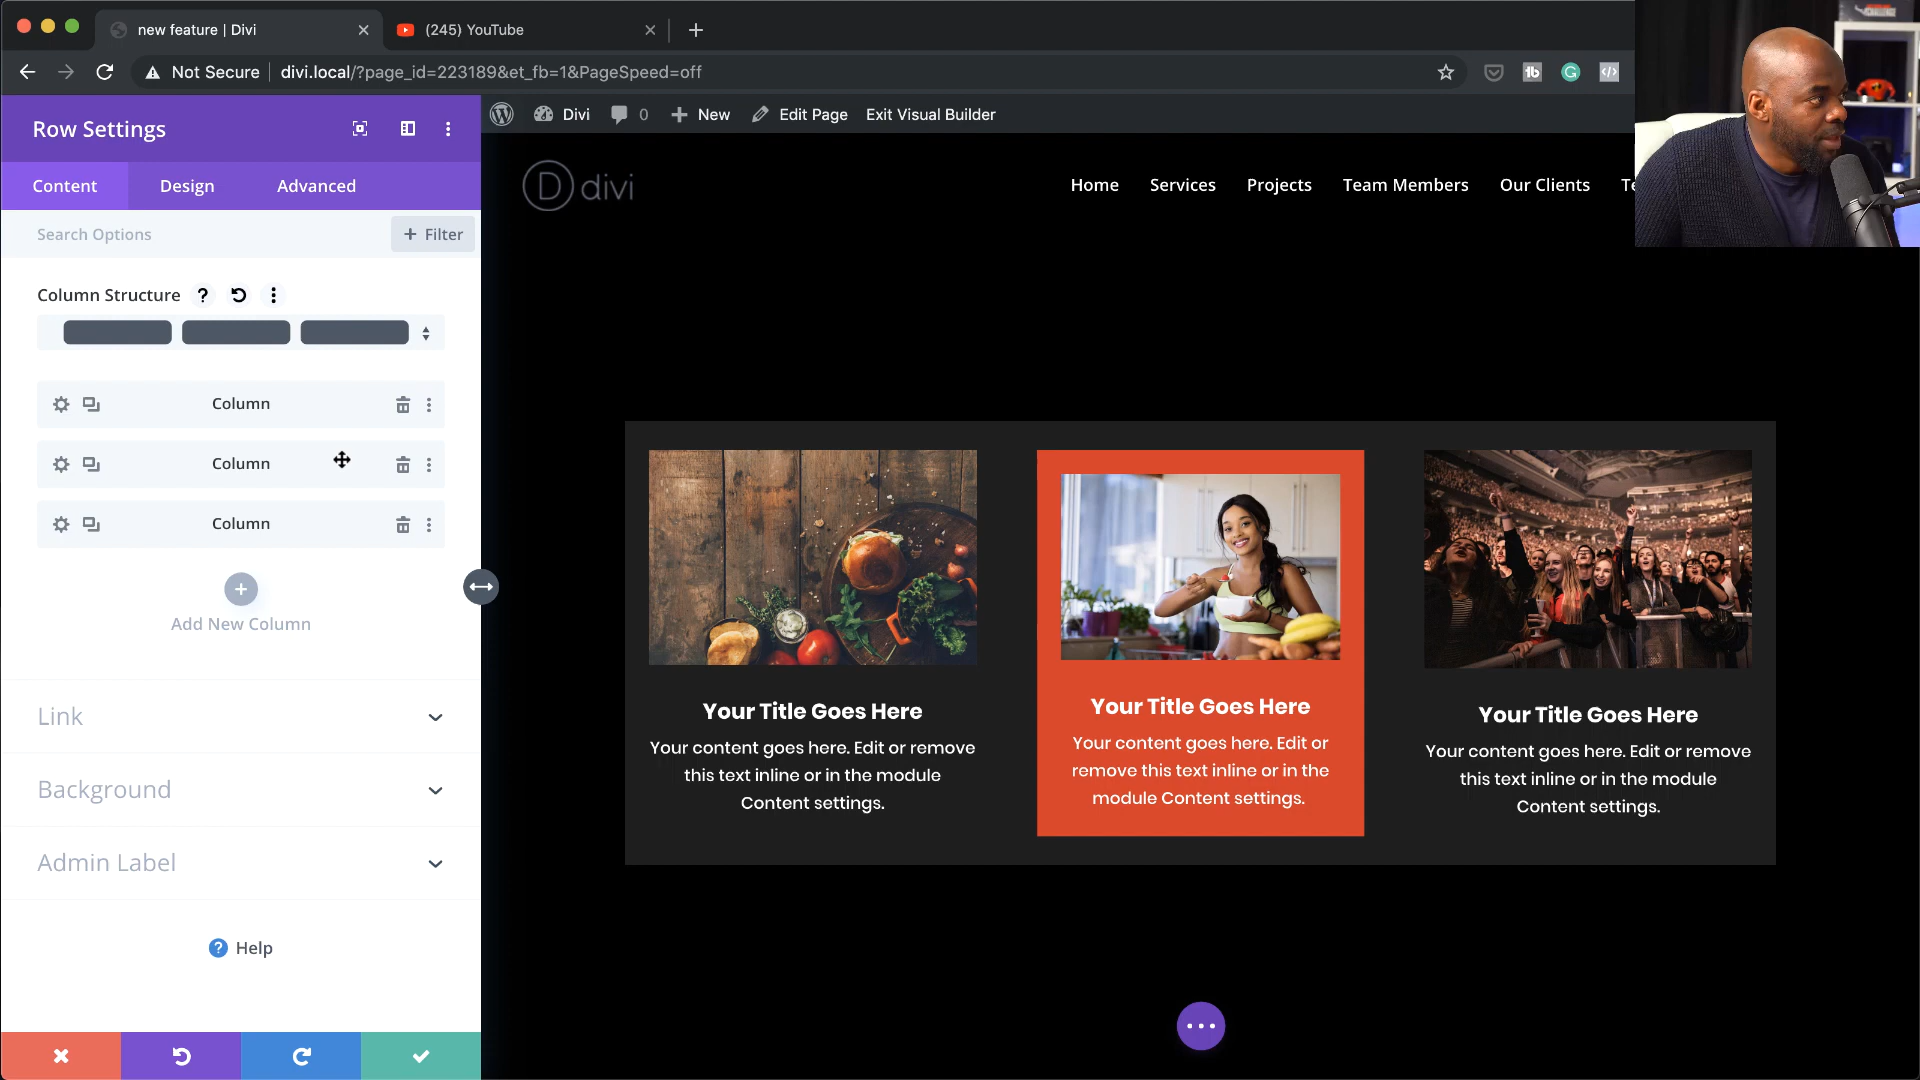 new feature | Divi
(245) YouTube
Not Secure
divi.local/?page_id=223189&et_fb=1&PageSpeed=off
Row Settings
Divi
0
New
Edit Page
Exit Visual Builder
Content
Design
Advanced
D divi
Home
Services
Projects
Team Members
Our Clients
Search Options
+ Filter
Column Structure
Column
Column
Column
Add New Column
Link
Background
Admin Label
Help
Your Title Goes Here
Your content goes here. Edit or remove
this text inline or in the module
Content settings.
Your Title Goes Here
Your content goes here. Edit or
remove this text inline or in the
module Content settings.
Your Title Goes Here
Your content goes here. Edit or remove
this text inline or in the module
Content settings.